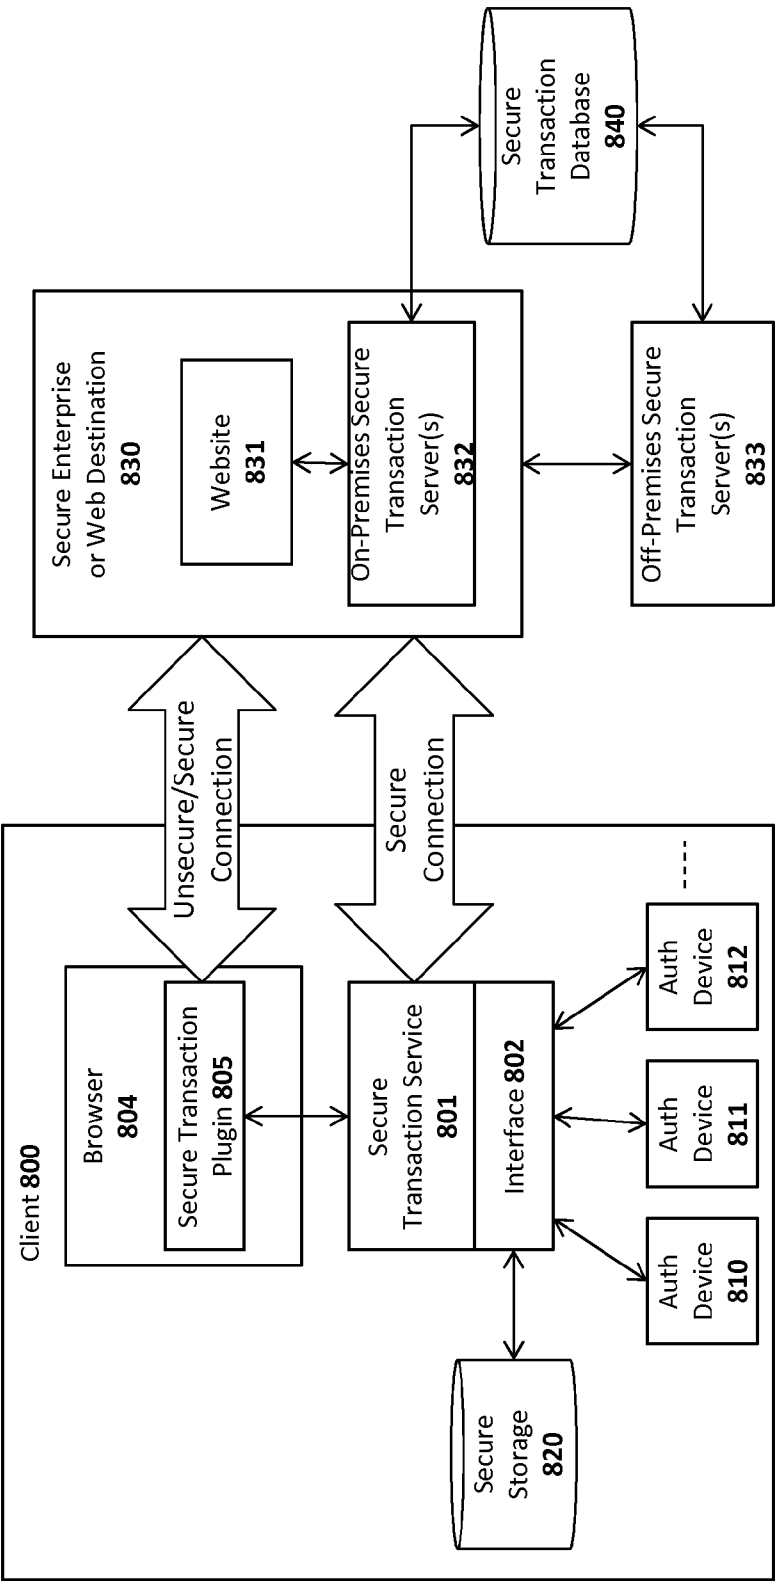 Client 800
Browser
804
Secure Transaction
Plugin 805
Secure
Transaction Service
801
Interface 802
Secure
Storage
820
Auth
Device
810
Auth
Device
811
Auth
Device
812
Unsecure/Secure
Connection
Secure
Connection
Secure Enterprise
or Web Destination
830
Website
831
On-Premises Secure
Transaction
Server(s)
832
Off-Premises Secure
Transaction
Server(s)
833
Secure
Transaction
Database
840